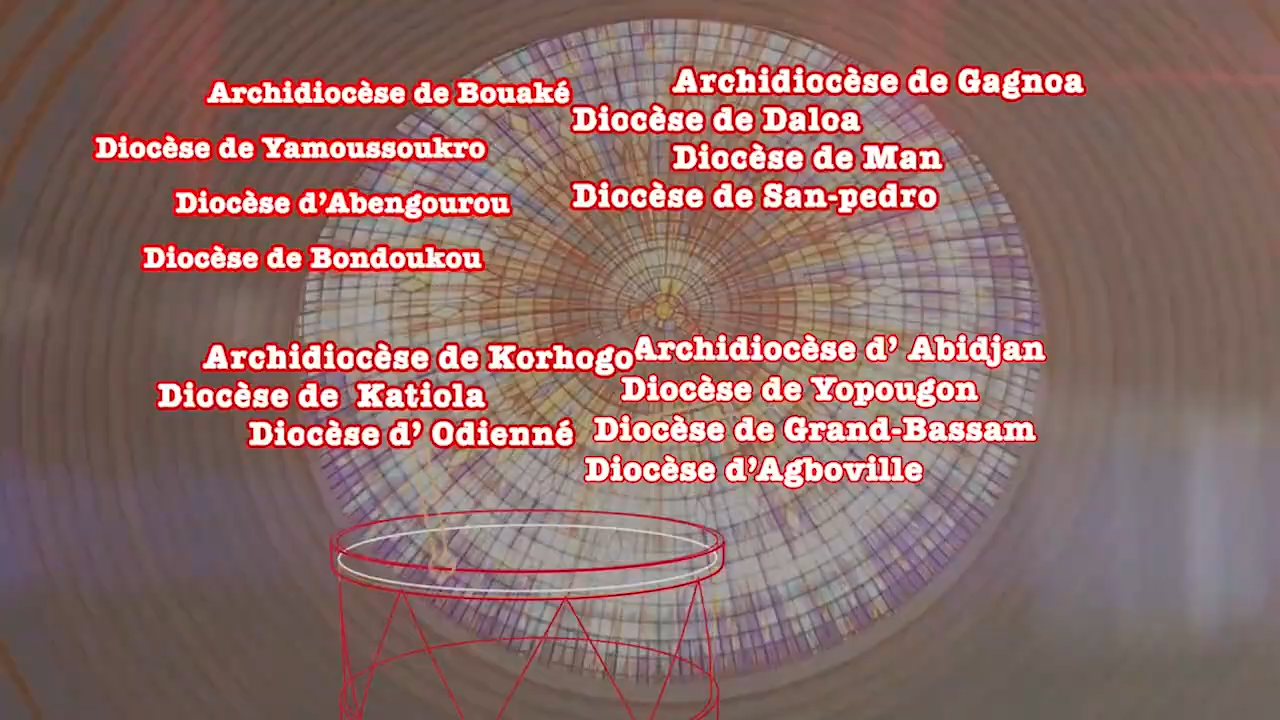 Archidiocèse de Bouaké
Diocèse de Yamoussoukro
Diocèse d’Abengourou
Diocèse de Bondoukou
Archidiocèse de Gagnoa
Diocèse de Daloa
Diocèse de Man
Diocèse de San-pedro
Archidiocèse de Korhogo
Diocèse de Katiola
Diocèse d’ Odienné
Archidiocèse d’ Abidjan
Diocèse de Yopougon
Diocèse de Grand-Bassam
Diocèse d’Agboville